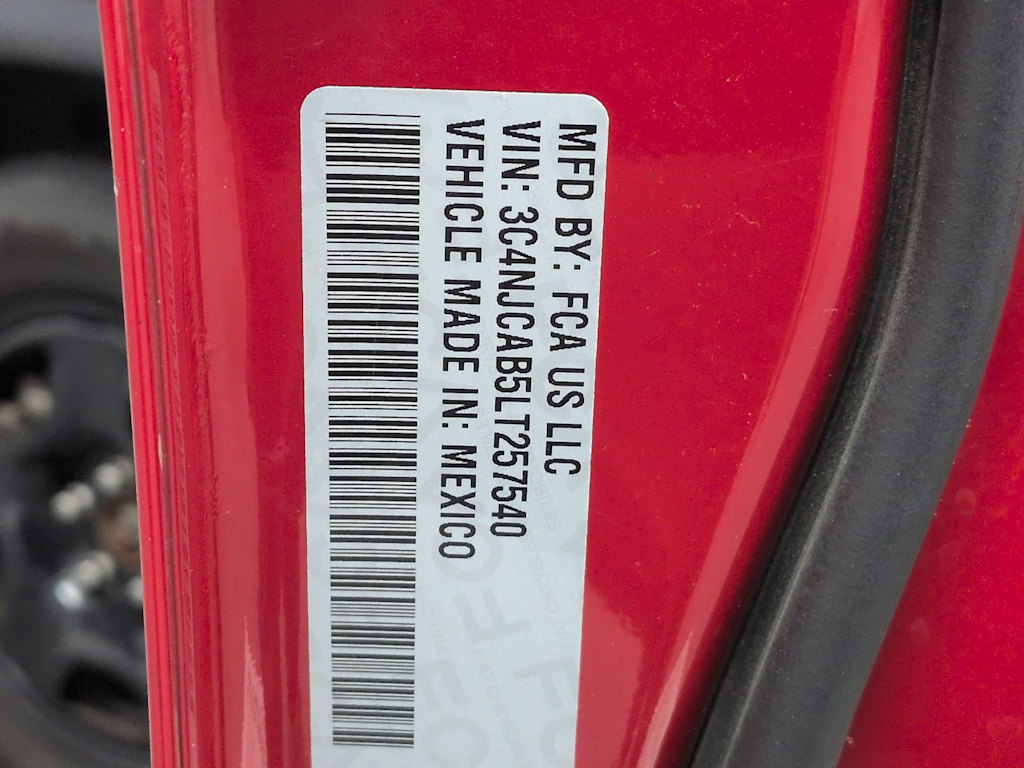 MFD BY: FCA US LLC
VIN: 3C4NJCAB5LT257540
VEHICLE MADE IN: MEXICO